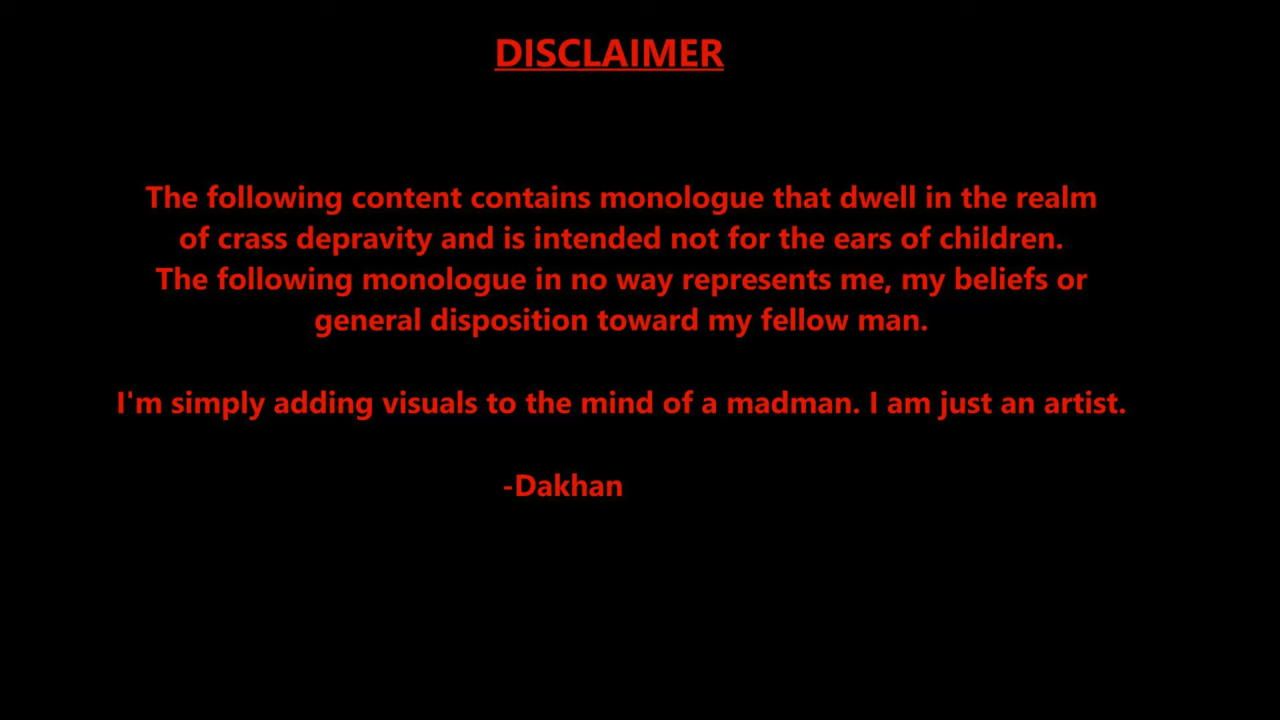 DISCLAIMER
The following content contains monologue that dwell in the realm
of crass depravity and is intended not for the ears of children.
The following monologue in no way represents me, my beliefs or
general disposition toward my fellow man.
I'm simply adding visuals to the mind of a madman. I am just an artist.
-Dakhan